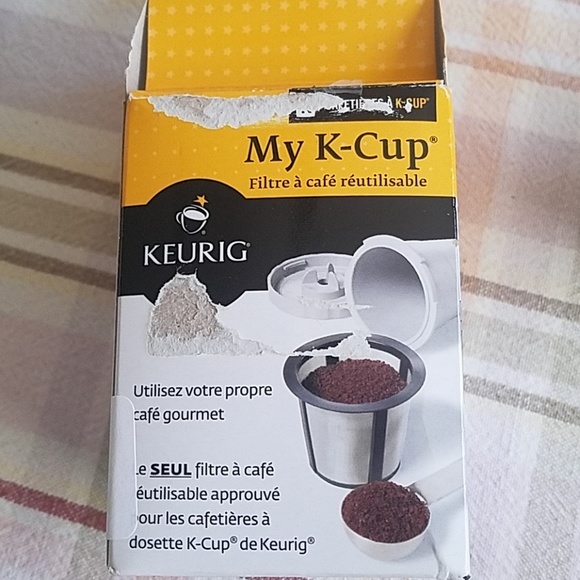 À K-CUP®
My K-Cup®
Filtre à café réutilisable
KEURIG®
Utilisez votre propre
café gourmet
SEUL filtre à café
réutilisable approuvé
pour les cafetières à
dosette K-Cup® de Keurig®